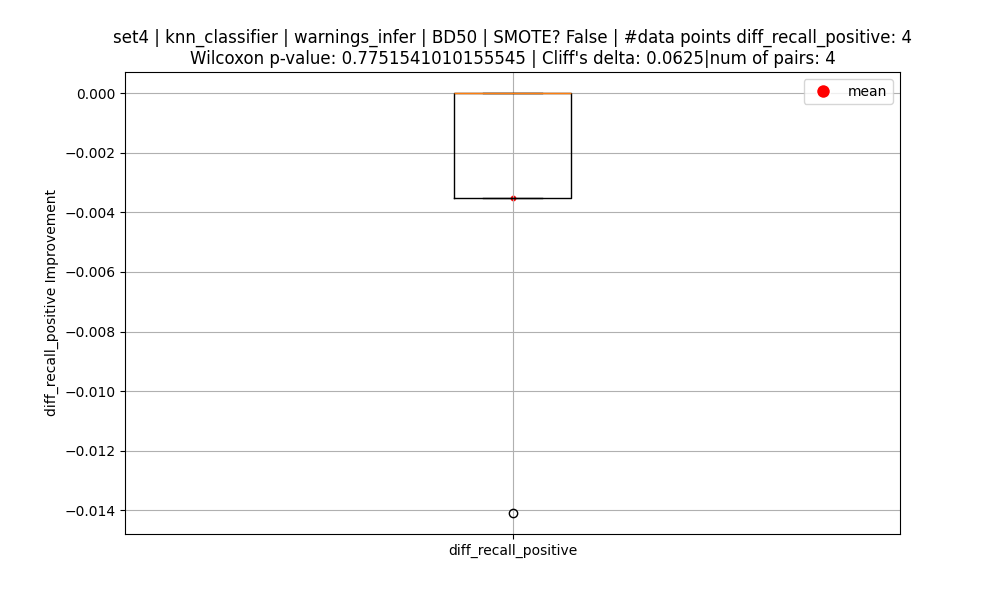 set4 | knn_classifier | warnings_infer | BD50 | SMOTE? False | #data points diff_recall_positive: 4
Wilcoxon p-value: 0.7751541010155545 | Cliff's delta: 0.0625|num of pairs: 4
mean
0.000
−0.002
−0.004
−0.006
−0.008
−0.010
−0.012
−0.014
diff_recall_positive Improvement
diff_recall_positive